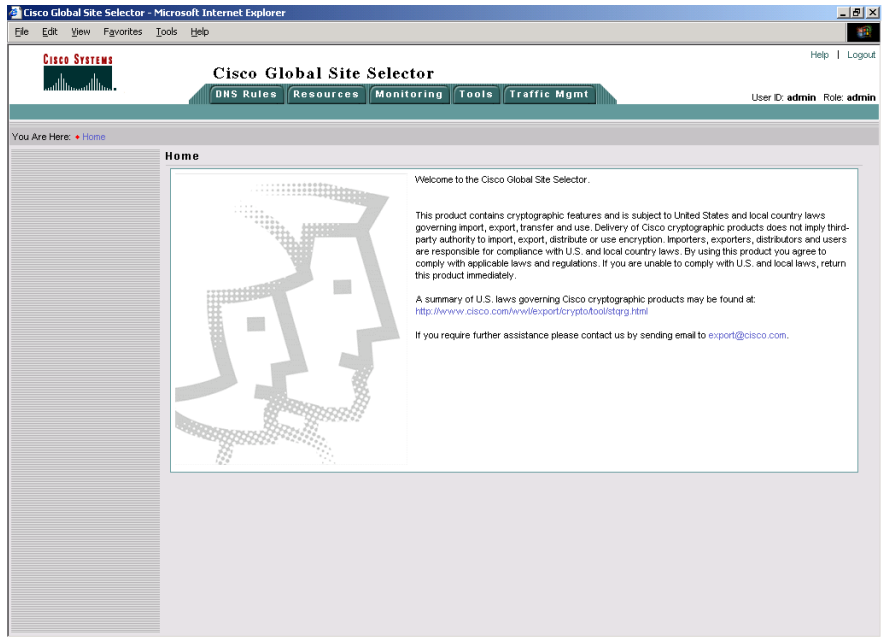 Cisco Global Site Selector - Microsoft Internet Explorer
File Edit View Favorites Tools Help
Help | Logout
CISCO SYSTEMS
Cisco Global Site Selector
DNS Rules Resources Monitoring Tools Traffic Mgmt
User ID: admin Role: admin
You Are Here: Home
Home
Welcome to the Cisco Global Site Selector.
This product contains cryptographic features and is subject to United States and local country laws
governing import, export, transfer and use. Delivery of Cisco cryptographic products does not imply third-
party authority to import, export, distribute or use encryption. Importers, exporters, distributors and users
are responsible for compliance with U.S. and local country laws. By using this product you agree to
comply with applicable laws and regulations. If you are unable to comply with U.S. and local laws, return
this product immediately.
A summary of U.S. laws governing Cisco cryptographic products may be found at:
http://www.cisco.com/wwl/export/crypto/tool/stqrg.html
If you require further assistance please contact us by sending email to export@cisco.com.